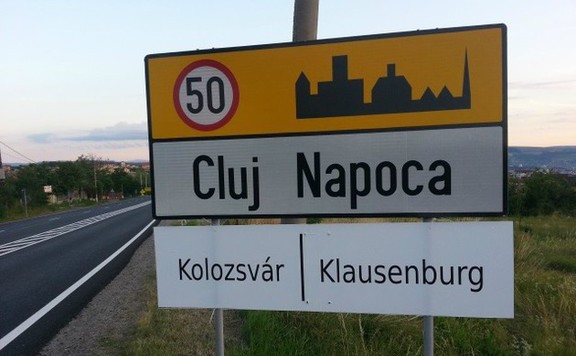 50
Cluj Napoca
Kolozsvár | Klausenburg